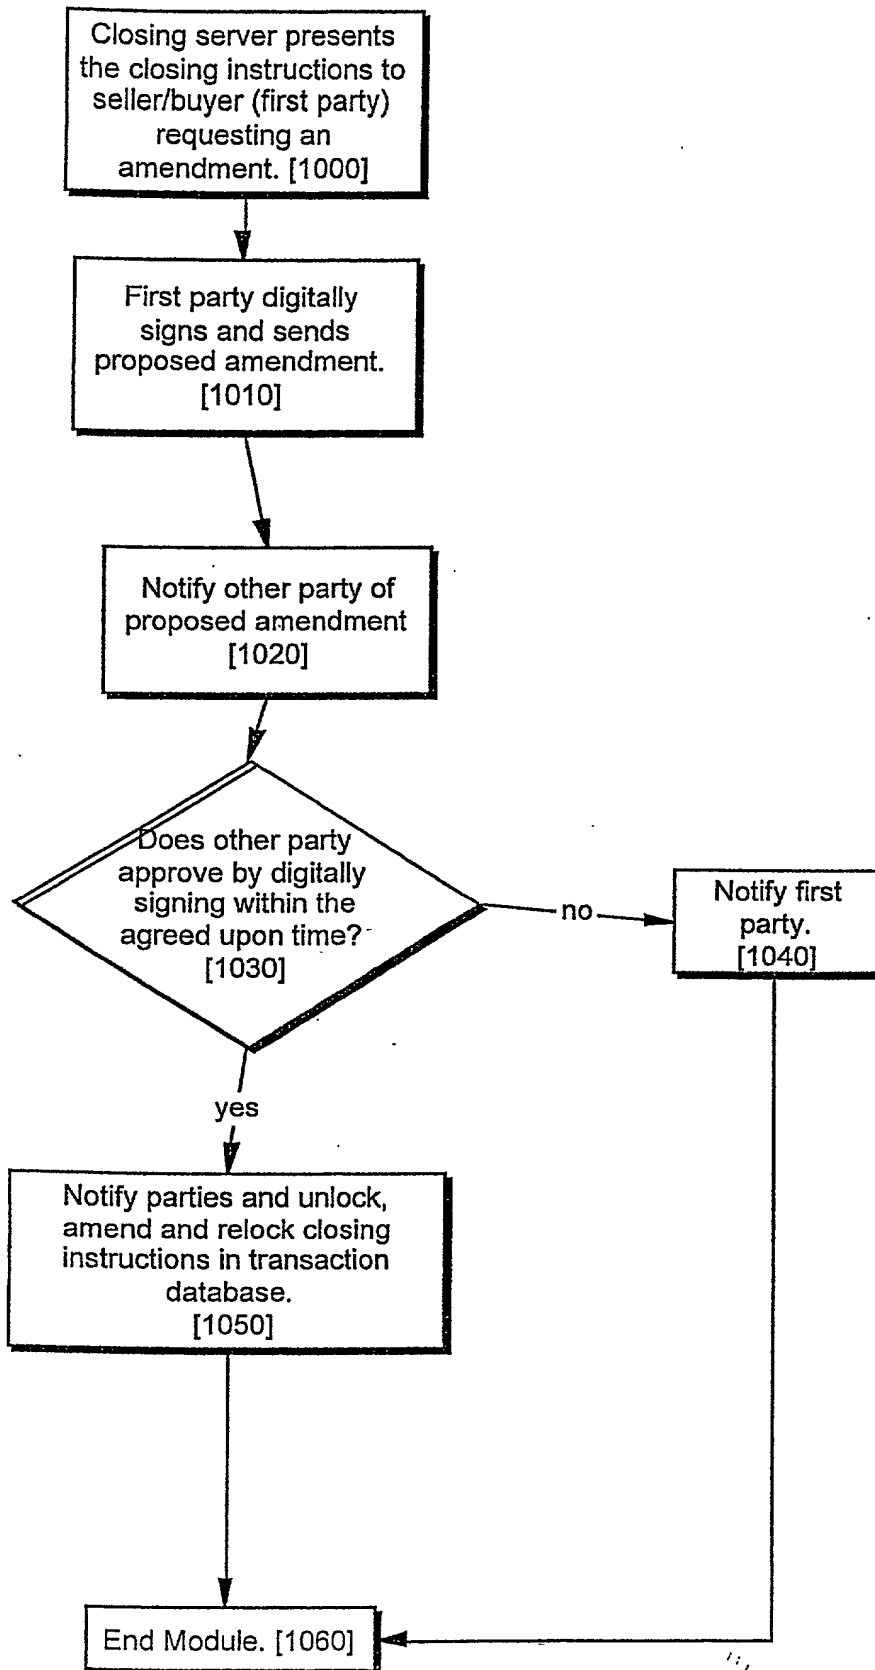 Closing server presents
the closing instructions to
seller/buyer (first party)
requesting an
amendment. [1000]
First party digitally
signs and sends
proposed amendment.
[1010]
Notify other party of
proposed amendment
[1020]
Does other party
approve by digitally
signing within the
agreed upon time?
[1030]
no
Notify first
party.
[1040]
yes
Notify parties and unlock,
amend and relock closing
instructions in transaction
database.
[1050]
End Module. [1060]